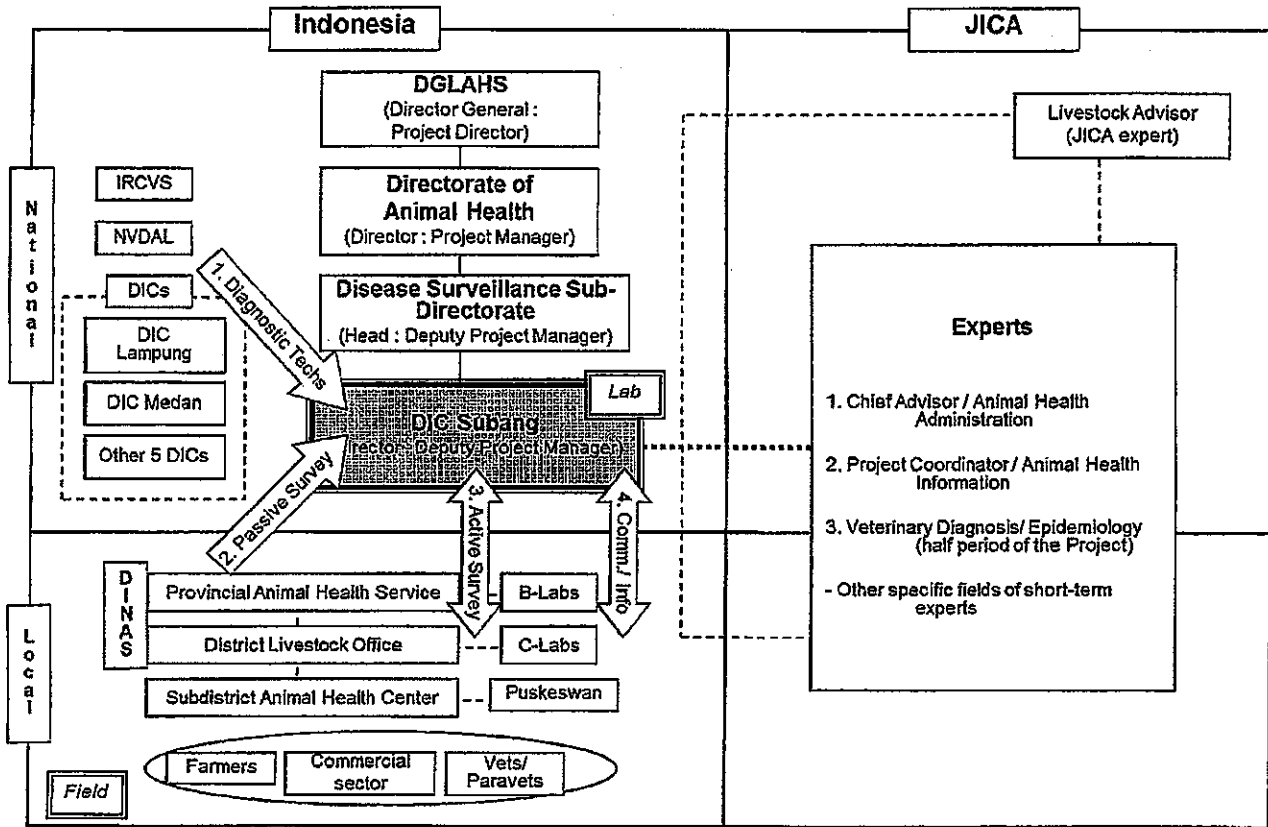 Indonesia
JICA
DGLAHS
(Director General :
Project Director)
Livestock Advisor
(JICA expert)
National
IRCVS
NVDAL
DICs
DIC
Lampung
DIC Medan
Other 5 DICs
Directorate of
Animal Health
(Director : Project Manager)
Disease Surveillance Sub-
Directorate
(Head : Deputy Project Manager)
1. Diagnostic Techs
Lab
DIC Subang
(Director : Deputy Project Manager)
2. Passive Survey
3. Active Survey
4. Comm./ Info
Experts
1. Chief Advisor / Animal Health
Administration
2. Project Coordinator / Animal Health
Information
3. Veterinary Diagnosis/ Epidemiology
(half period of the Project)
- Other specific fields of short-term
experts
Local
DINAS
Provincial Animal Health Service
B-Labs
District Livestock Office
C-Labs
Subdistrict Animal Health Center
Puskeswan
Farmers
Commercial
sector
Vets/
Paravets
Field